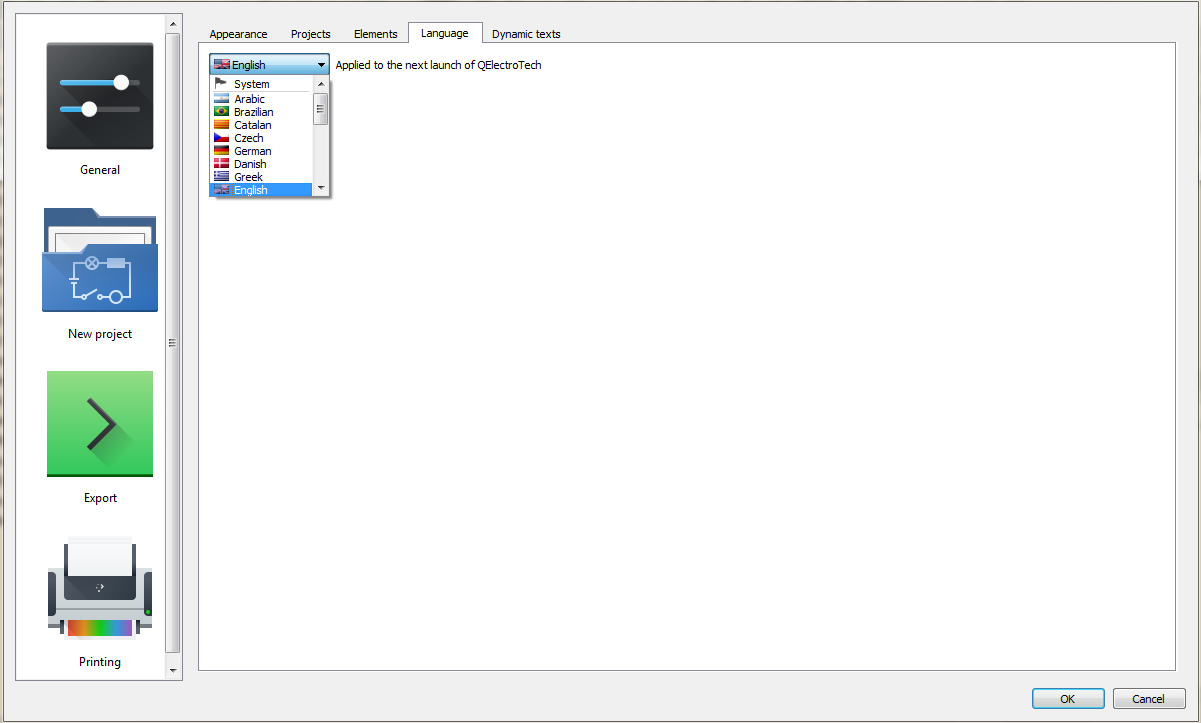 Appearance
Projects
Elements
Language
Dynamic texts
English
Applied to the next launch of QElectroTech
System
Arabic
Brazilian
Catalan
Czech
German
Danish
Greek
English
General
New project
Export
Printing
OK
Cancel